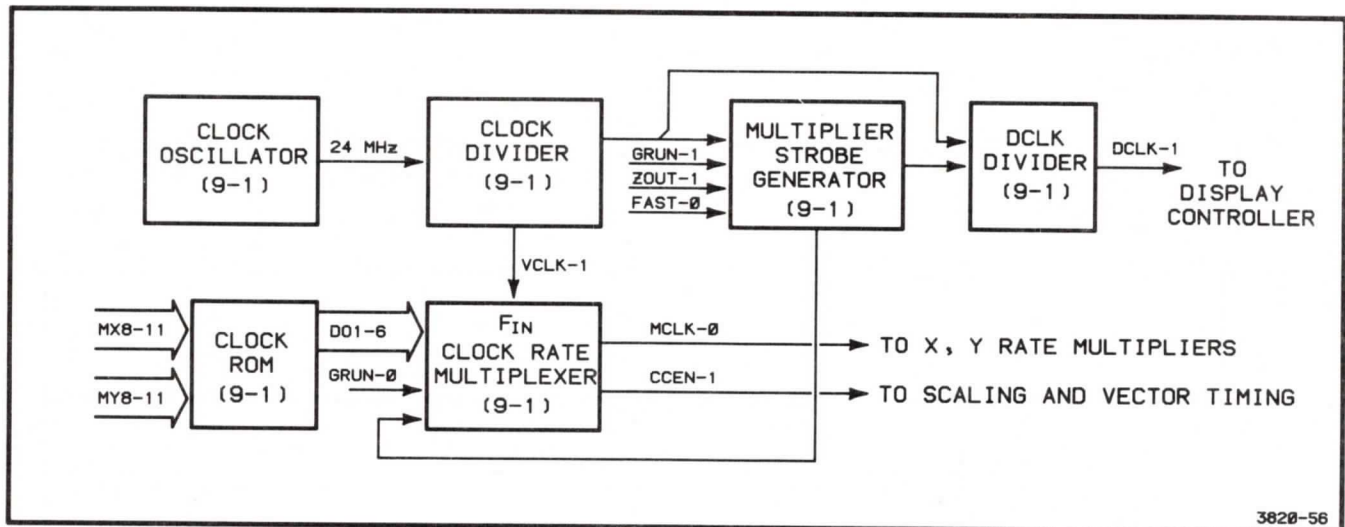 CLOCK
OSCILLATOR
(9-1)
24 MHz
CLOCK
DIVIDER
(9-1)
GRUN-1
ZOUT-1
FAST-0
MULTIPLIER
STROBE
GENERATOR
(9-1)
DCLK
DIVIDER
(9-1)
DCLK-1
TO
DISPLAY
CONTROLLER
VCLK-1
MX8-11
MY8-11
CLOCK
ROM
(9-1)
DO1-6
GRUN-0
FIN
CLOCK RATE
MULTIPLEXER
(9-1)
MCLK-0
CCEN-1
TO X, Y RATE MULTIPLIERS
TO SCALING AND VECTOR TIMING
3820-56